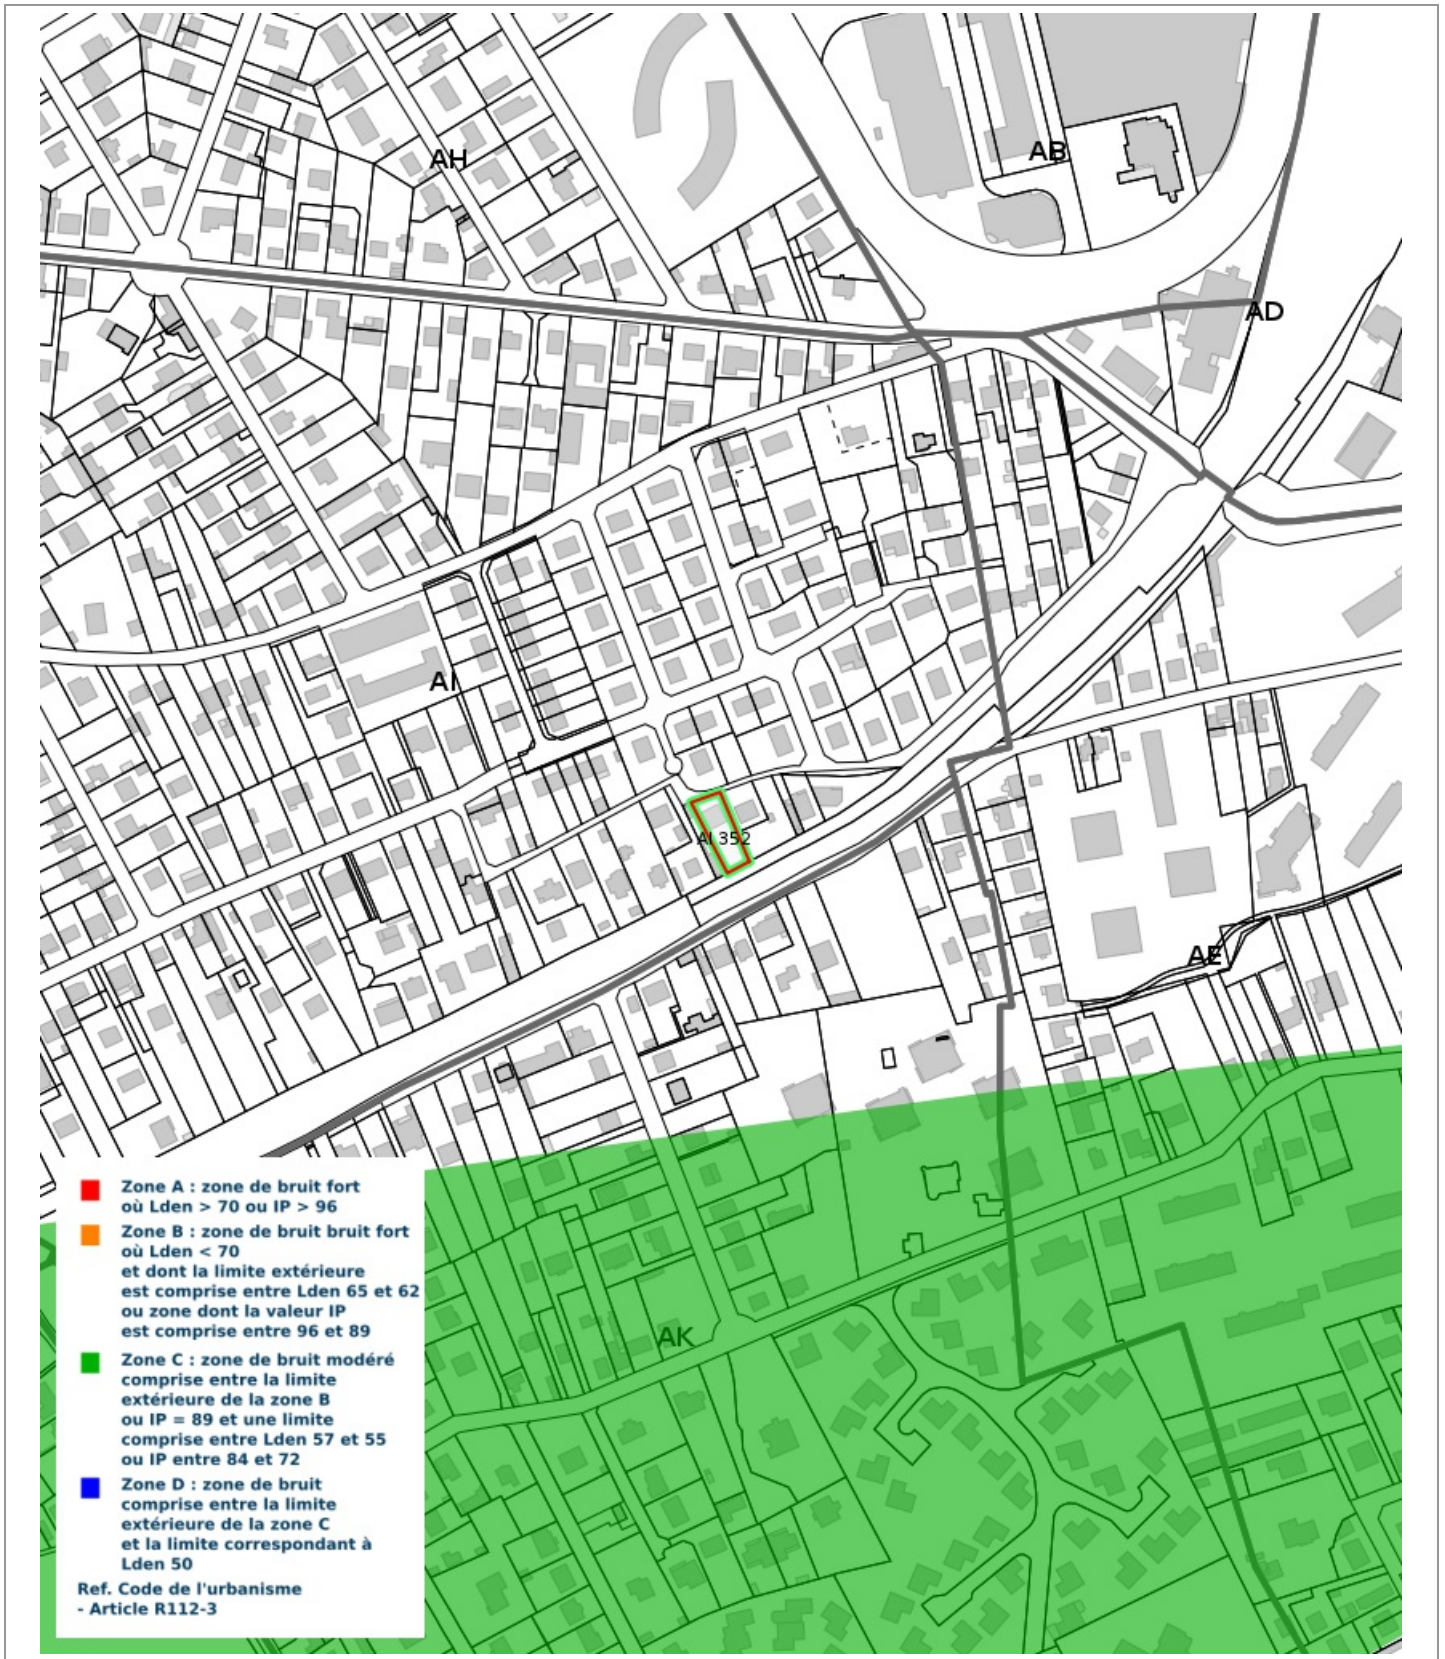 AH
AB
AD
AI
AI 352
AE
AK
Zone A : zone de bruit fort
où Lden > 70 ou IP > 96
Zone B : zone de bruit bruit fort
où Lden < 70
et dont la limite extérieure
est comprise entre Lden 65 et 62
ou zone dont la valeur IP
est comprise entre 96 et 89
Zone C : zone de bruit modéré
comprise entre la limite
extérieure de la zone B
ou IP = 89 et une limite
comprise entre Lden 57 et 55
ou IP entre 84 et 72
Zone D : zone de bruit
comprise entre la limite
extérieure de la zone C
et la limite correspondant à
Lden 50
Ref. Code de l'urbanisme
- Article R112-3